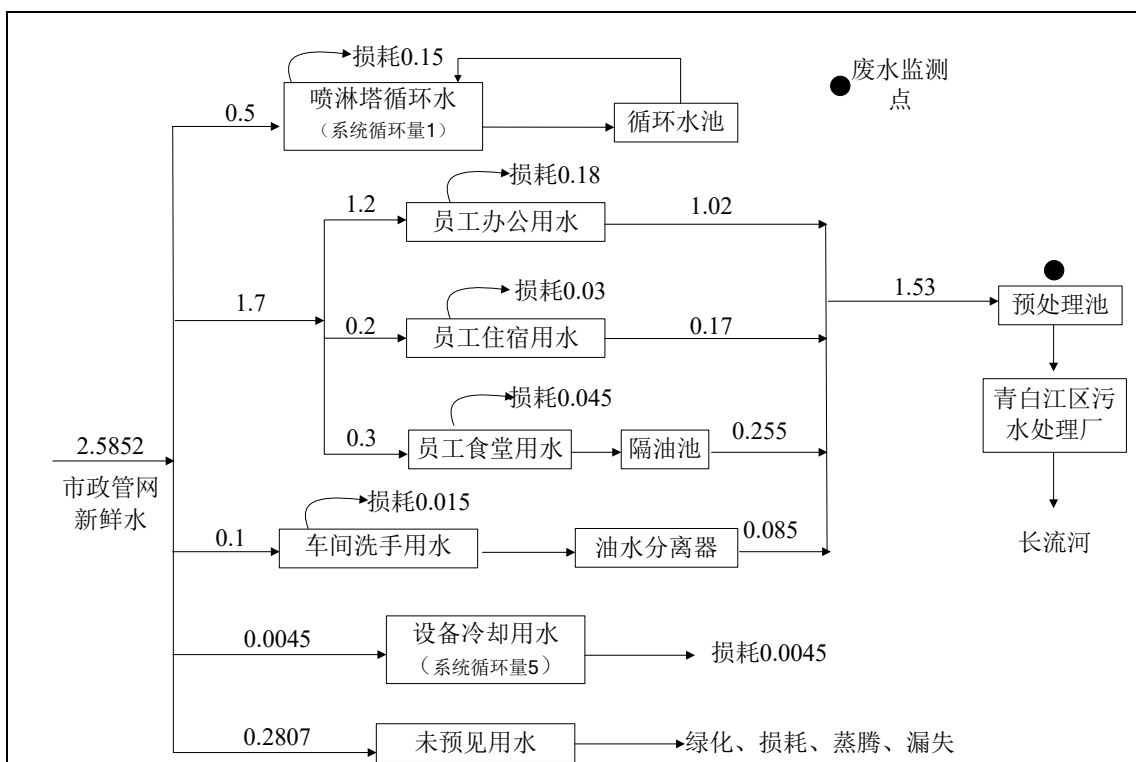 损耗0.15
废水监测
点
0.5
喷淋塔循环水
（系统循环量1）
循环水池
损耗0.18
1.2
员工办公用水
1.02
损耗0.03
1.7
0.2
员工住宿用水
0.17
1.53
预处理池
损耗0.045
0.3
员工食堂用水
隔油池
0.255
青白江区污
水处理厂
2.5852
市政管网
新鲜水
损耗0.015
0.1
车间洗手用水
油水分离器
0.085
长流河
0.0045
设备冷却用水
（系统循环量5）
损耗0.0045
0.2807
未预见用水
绿化、损耗、蒸腾、漏失